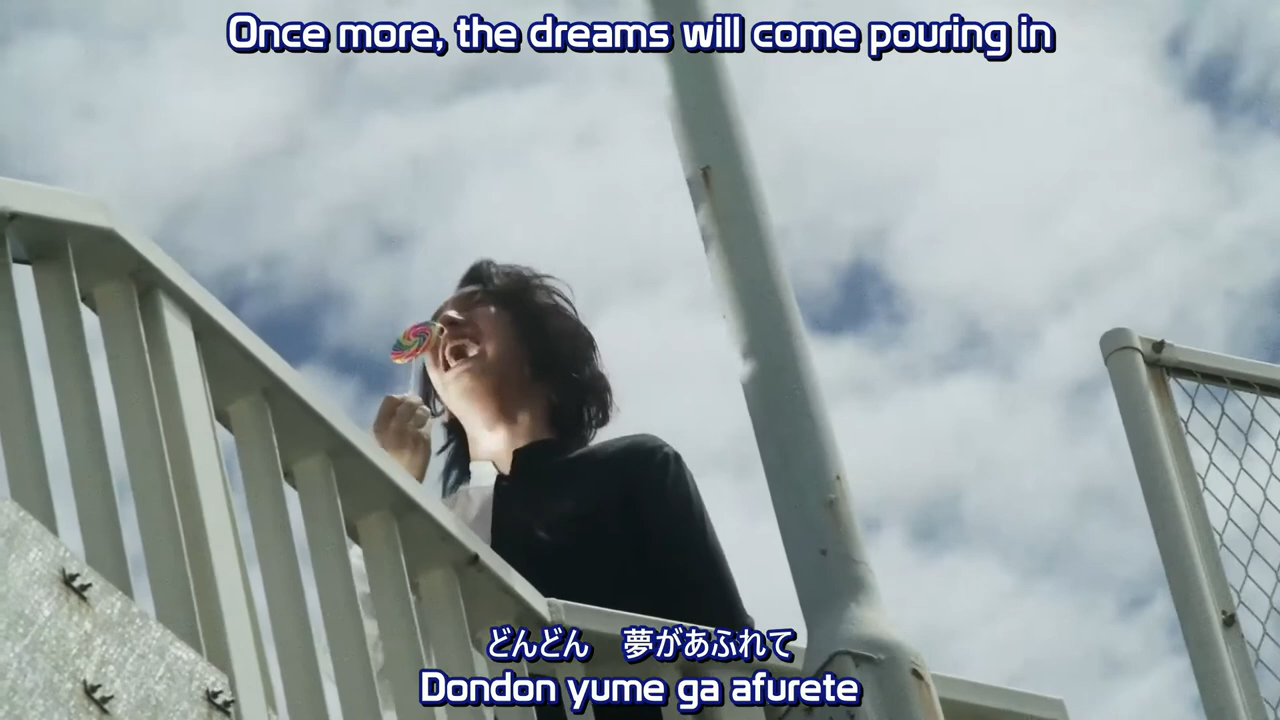 Once more, the dreams will come pouring in
どんどん　夢があふれて
Dondon yume ga afurete